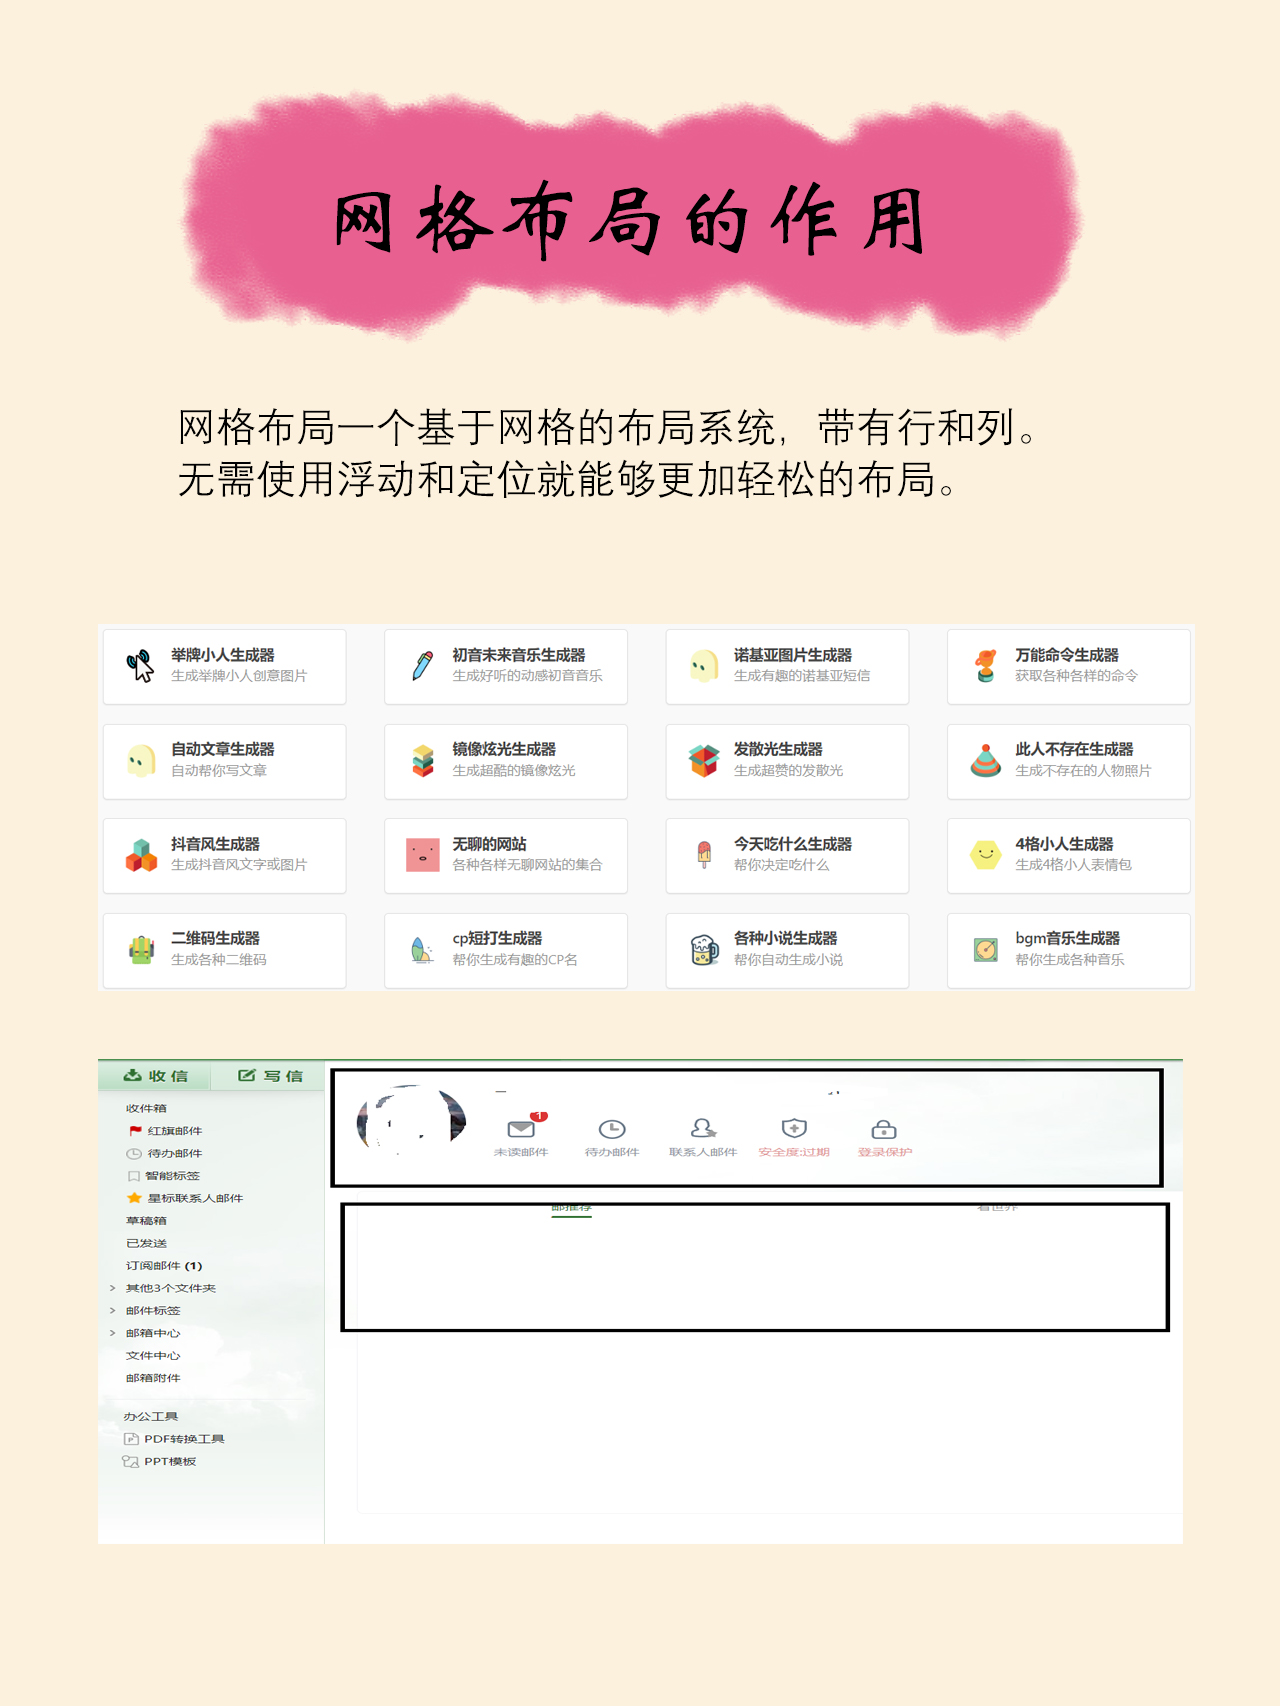 网格布局的作用
网格布局一个基于网格的布局系统，带有行和列。
无需使用浮动和定位就能够更加轻松的布局。
举牌小人生成器
生成举牌小人创意图片
初音未来音乐生成器
生成好听的动感初音音乐
诺基亚图片生成器
生成有趣的诺基亚短信
万能命令生成器
获取各种各样的命令
自动文章生成器
自动帮你写文章
镜像炫光生成器
生成超酷的镜像炫光
发散光生成器
生成超赞的发散光
此人不存在生成器
生成不存在的人物照片
抖音风生成器
生成抖音风文字或图片
无聊的网站
各种各样无聊网站的集合
今天吃什么生成器
帮你决定吃什么
4格小人生成器
生成4格小人表情包
二维码生成器
生成各种二维码
cp短打生成器
帮你生成有趣的CP名
各种小说生成器
帮你自动生成小说
bgm音乐生成器
帮你生成各种音乐
收信 写信
收件箱
红旗邮件
待办邮件
智能标签
星标联系人邮件
草稿箱
已发送
订阅邮件 (1)
其他3个文件夹
邮件标签
邮箱中心
文件中心
邮箱附件
办公工具
PDF转换工具
PPT模板
1
未读邮件 待办邮件 联系人邮件 安全度:过期 登录保护
邮推荐 看世界